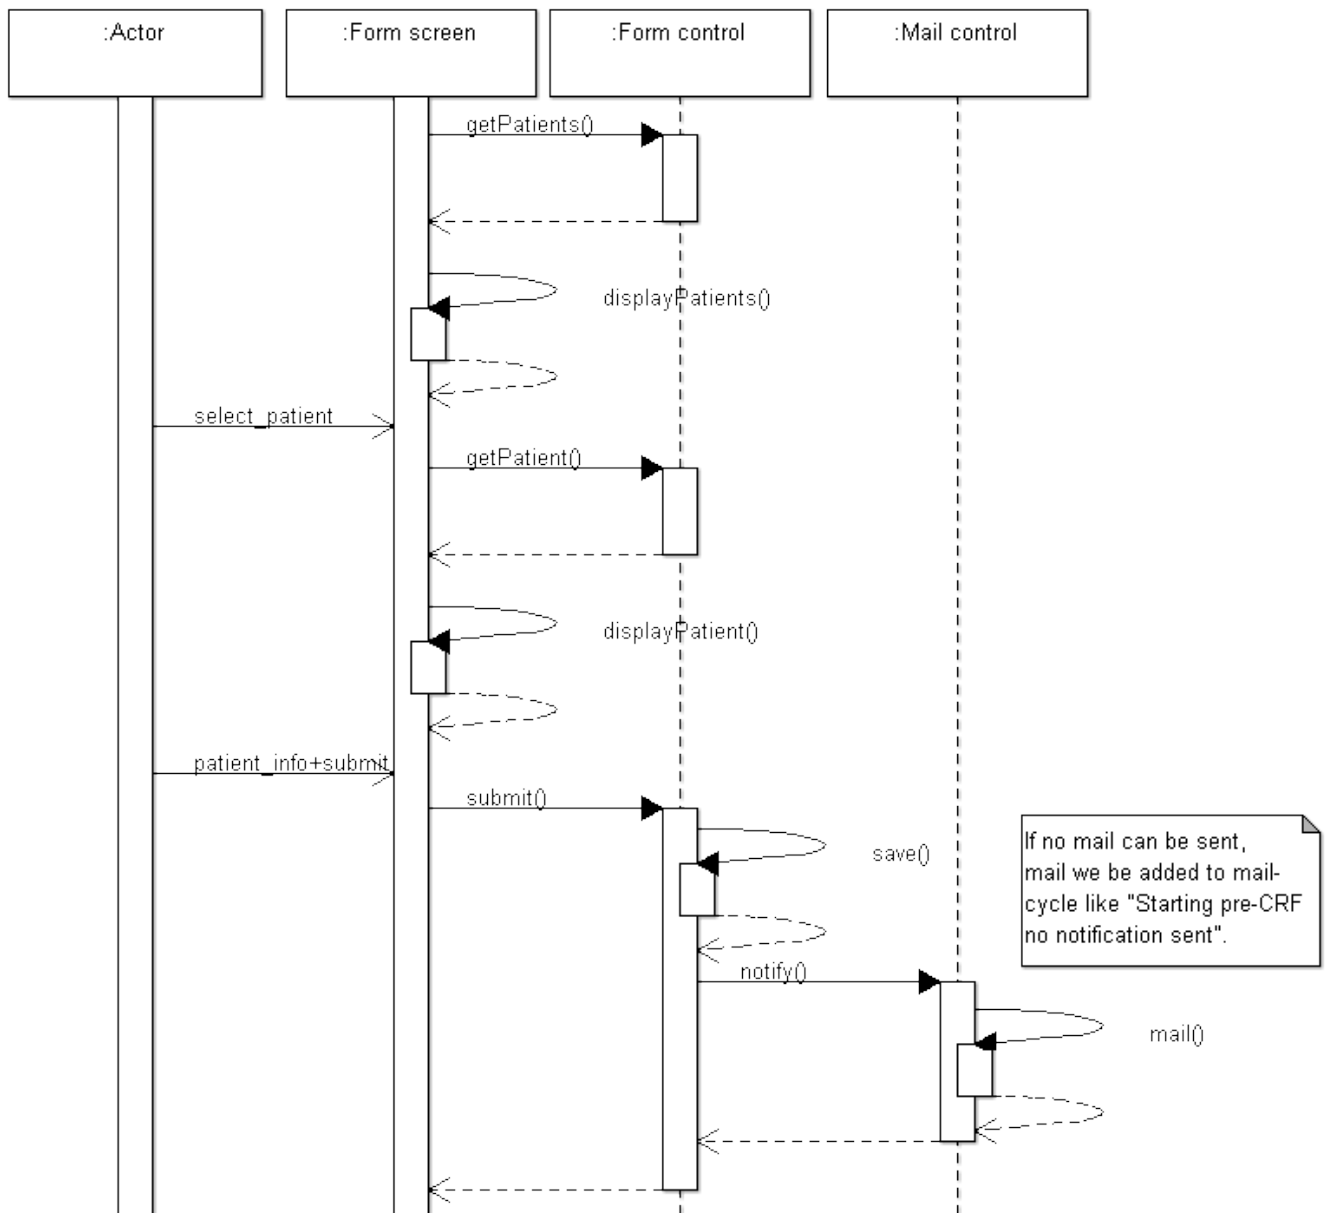 :Actor
:Form screen
:Form control
:Mail control
getPatients()
displayPatients()
select_patient
getPatient()
displayPatient()
patient_info+submit
submit()
save()
If no mail can be sent,
mail we be added to mail-
cycle like "Starting pre-CRF
no notification sent".
notify()
mail()